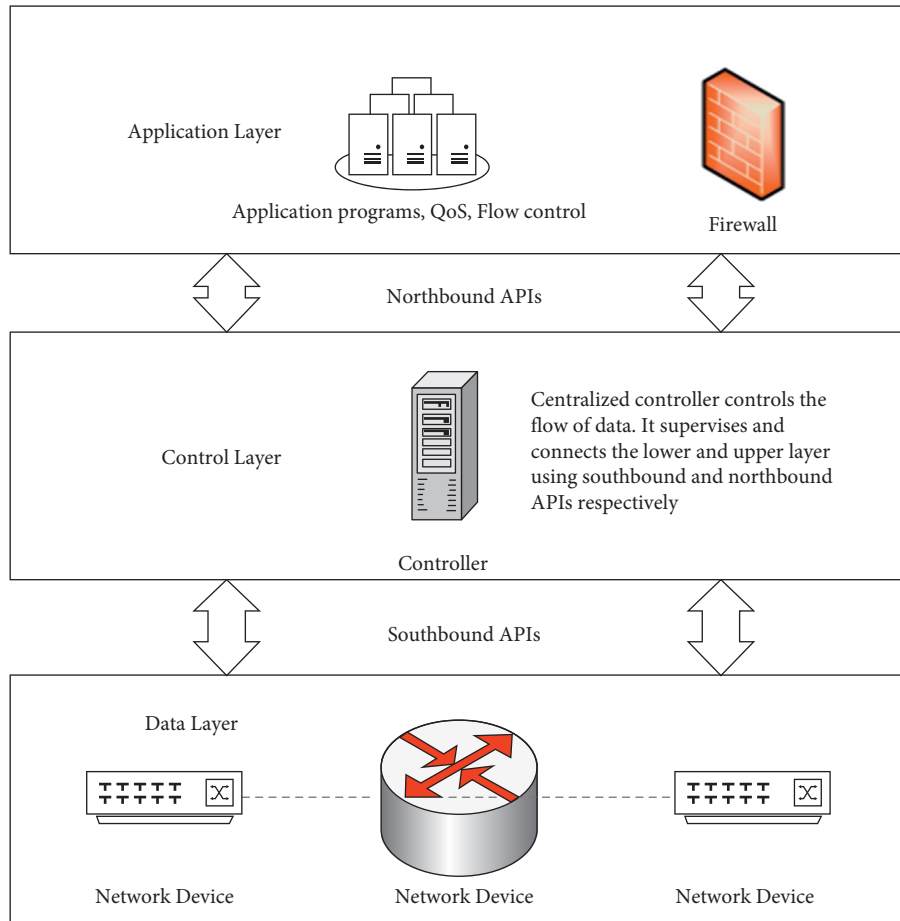 Application Layer
Application programs, QoS, Flow control
Firewall
Northbound APIs
Control Layer
Centralized controller controls the
flow of data. It supervises and
connects the lower and upper layer
using southbound and northbound
APIs respectively
Controller
Southbound APIs
Data Layer
Network Device
Network Device
Network Device